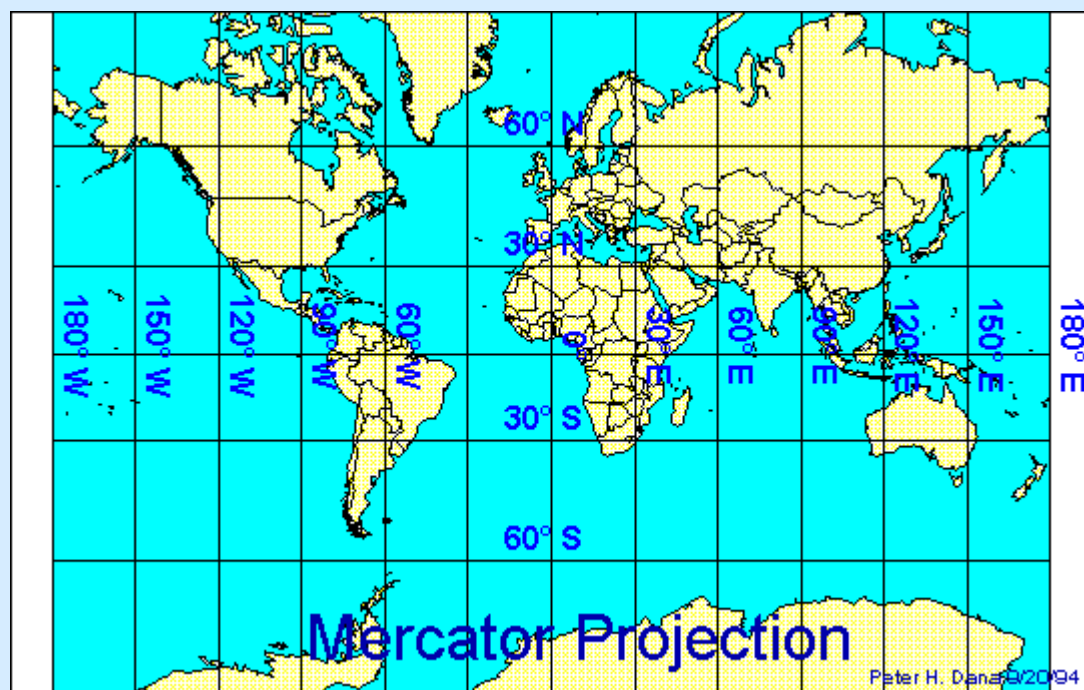 60° N
30° N
180° W
150° W
120° W
90° W
60° W
0°
30° E
60° E
90° E
120° E
150° E
180° E
30° S
60° S
Mercator Projection
Peter H. Dana 9/20/94